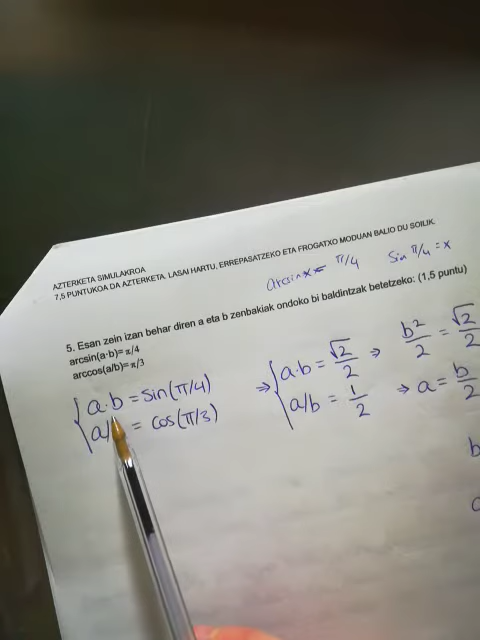 AZTERKETA SIMULAKROA
7,5 PUNTUKOA DA AZTERKETA. LASAI HARTU, ERREPASATZEKO ETA FROGATXO MODUAN BALIO DU SOILIK.
arcsin x = π/4 sin π/4 = x
5. Esan zein izan behar diren a eta b zenbakiak ondoko bi baldintzak betetzeko: (1,5 puntu)
arcsin(a·b)=π/4
arccos(a/b)=π/3
{ a·b = sin(π/4) ⇒ { a·b = √2/2 ⇒ b²/2 = √2/2
a/ = cos(π/3) a/b = 1/2 ⇒ a = b/2
b